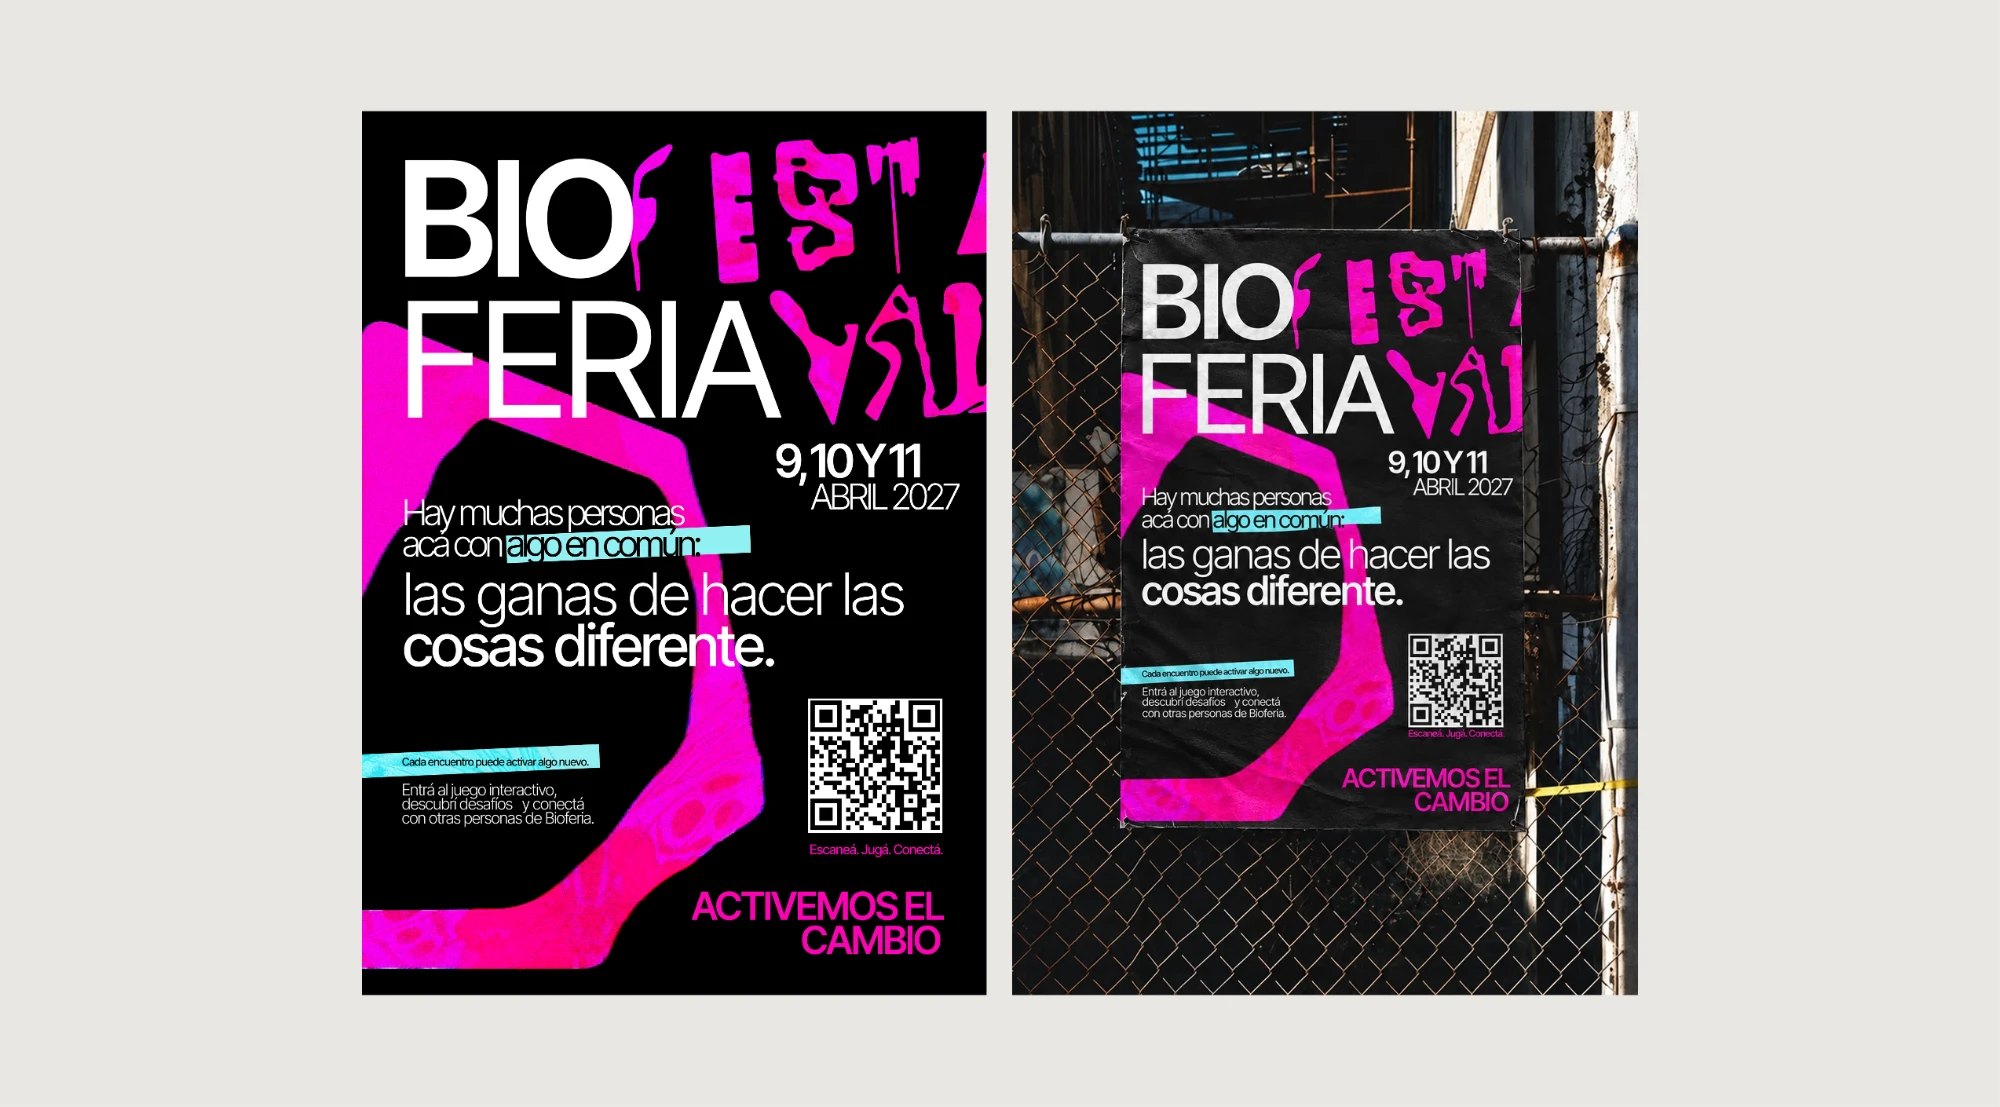 BIO FESTA
FERIA VAL
9, 10 Y 11
ABRIL 2027
Hay muchas personas
acá con algo en común:
las ganas de hacer las
cosas diferente.
Cada encuentro puede activar algo nuevo.
Entrá al juego interactivo,
descubrí desafíos y conectá
con otras personas de Bioferia.
Escaneá. Jugá. Conectá.
ACTIVEMOS EL
CAMBIO
BIO FESTA
FERIA VAL
9, 10 Y 11
ABRIL 2027
Hay muchas personas
acá con algo en común:
las ganas de hacer las
cosas diferente.
Cada encuentro puede activar algo nuevo.
Entrá al juego interactivo,
descubrí desafíos y conectá
con otras personas de Bioferia.
Escaneá. Jugá. Conectá.
ACTIVEMOS EL
CAMBIO